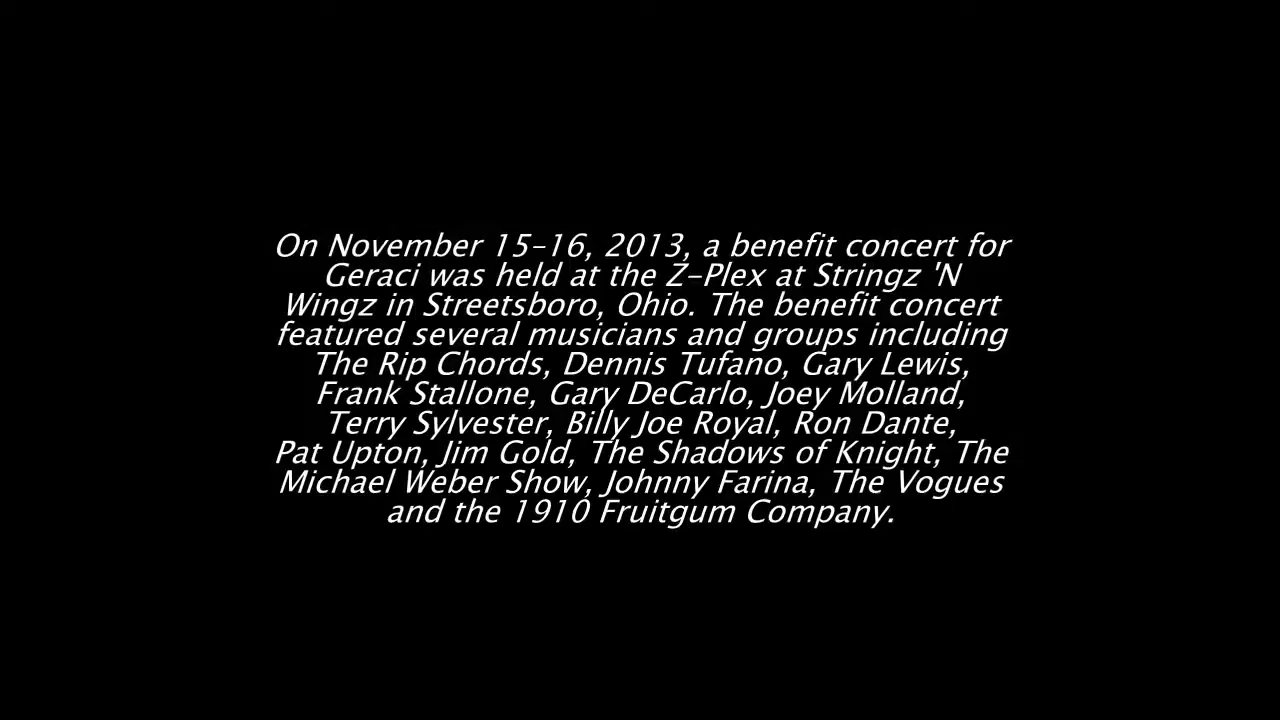 On November 15-16, 2013, a benefit concert for
Geraci was held at the Z-Plex at Stringz 'N
Wingz in Streetsboro, Ohio. The benefit concert
featured several musicians and groups including
The Rip Chords, Dennis Tufano, Gary Lewis,
Frank Stallone, Gary DeCarlo, Joey Molland,
Terry Sylvester, Billy Joe Royal, Ron Dante,
Pat Upton, Jim Gold, The Shadows of Knight, The
Michael Weber Show, Johnny Farina, The Vogues
and the 1910 Fruitgum Company.